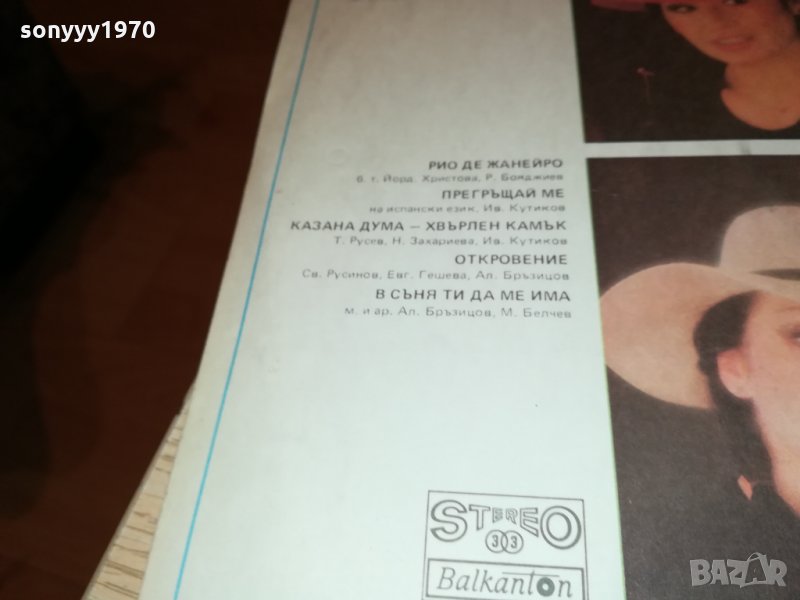 sonyyy1970
РИО ДЕ ЖАНЕЙРО
б. т. Йорд. Христова, Р. Бояджиев
ПРЕГРЪЩАЙ МЕ
на испански език, Ив. Кутиков
КАЗАНА ДУМА – ХВЪРЛЕН КАМЪК
Т. Русев, Н. Захариева, Ив. Кутиков
ОТКРОВЕНИЕ
Св. Русинов, Евг. Гешева, Ал. Бръзицов
В СЪНЯ ТИ ДА МЕ ИМА
м. и ар. Ал. Бръзицов, М. Белчев
STEREO
33
Balkanton
BAZAR